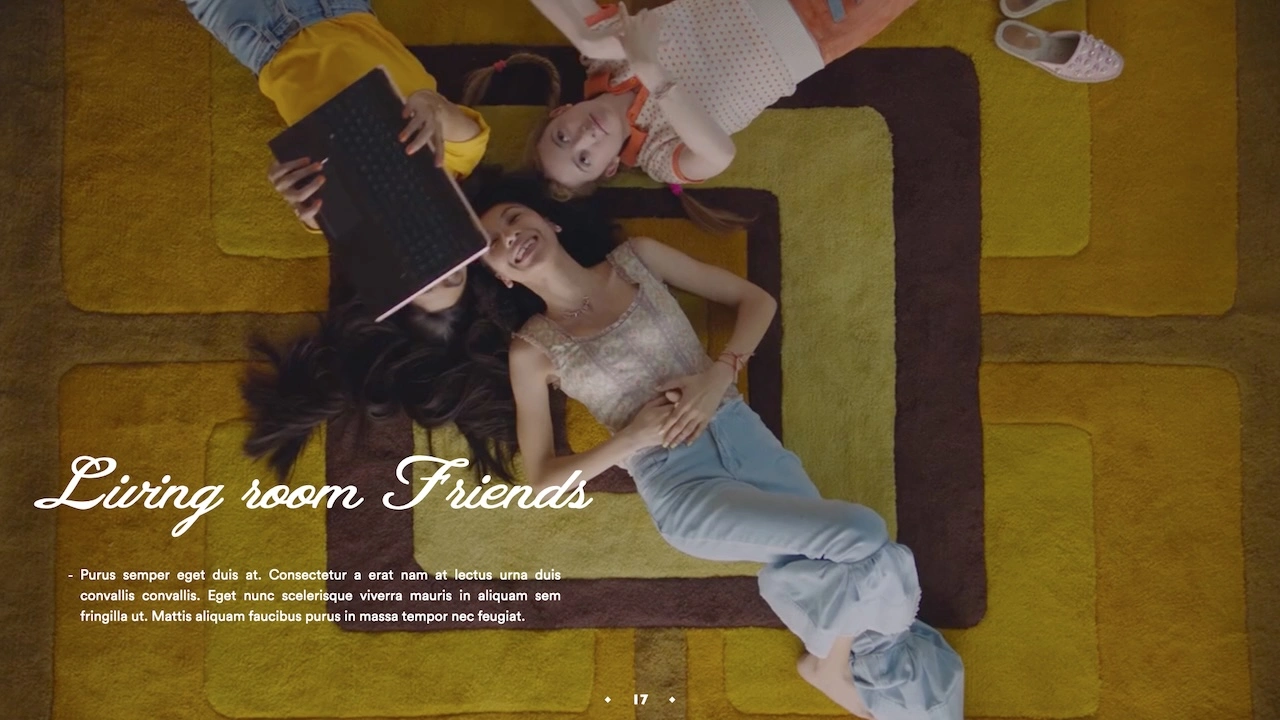 Living room Friends
- Purus semper eget duis at. Consectetur a erat nam at lectus urna duis
convallis convallis. Eget nunc scelerisque viverra mauris in aliquam sem
fringilla ut. Mattis aliquam faucibus purus in massa tempor nec feugiat.
17